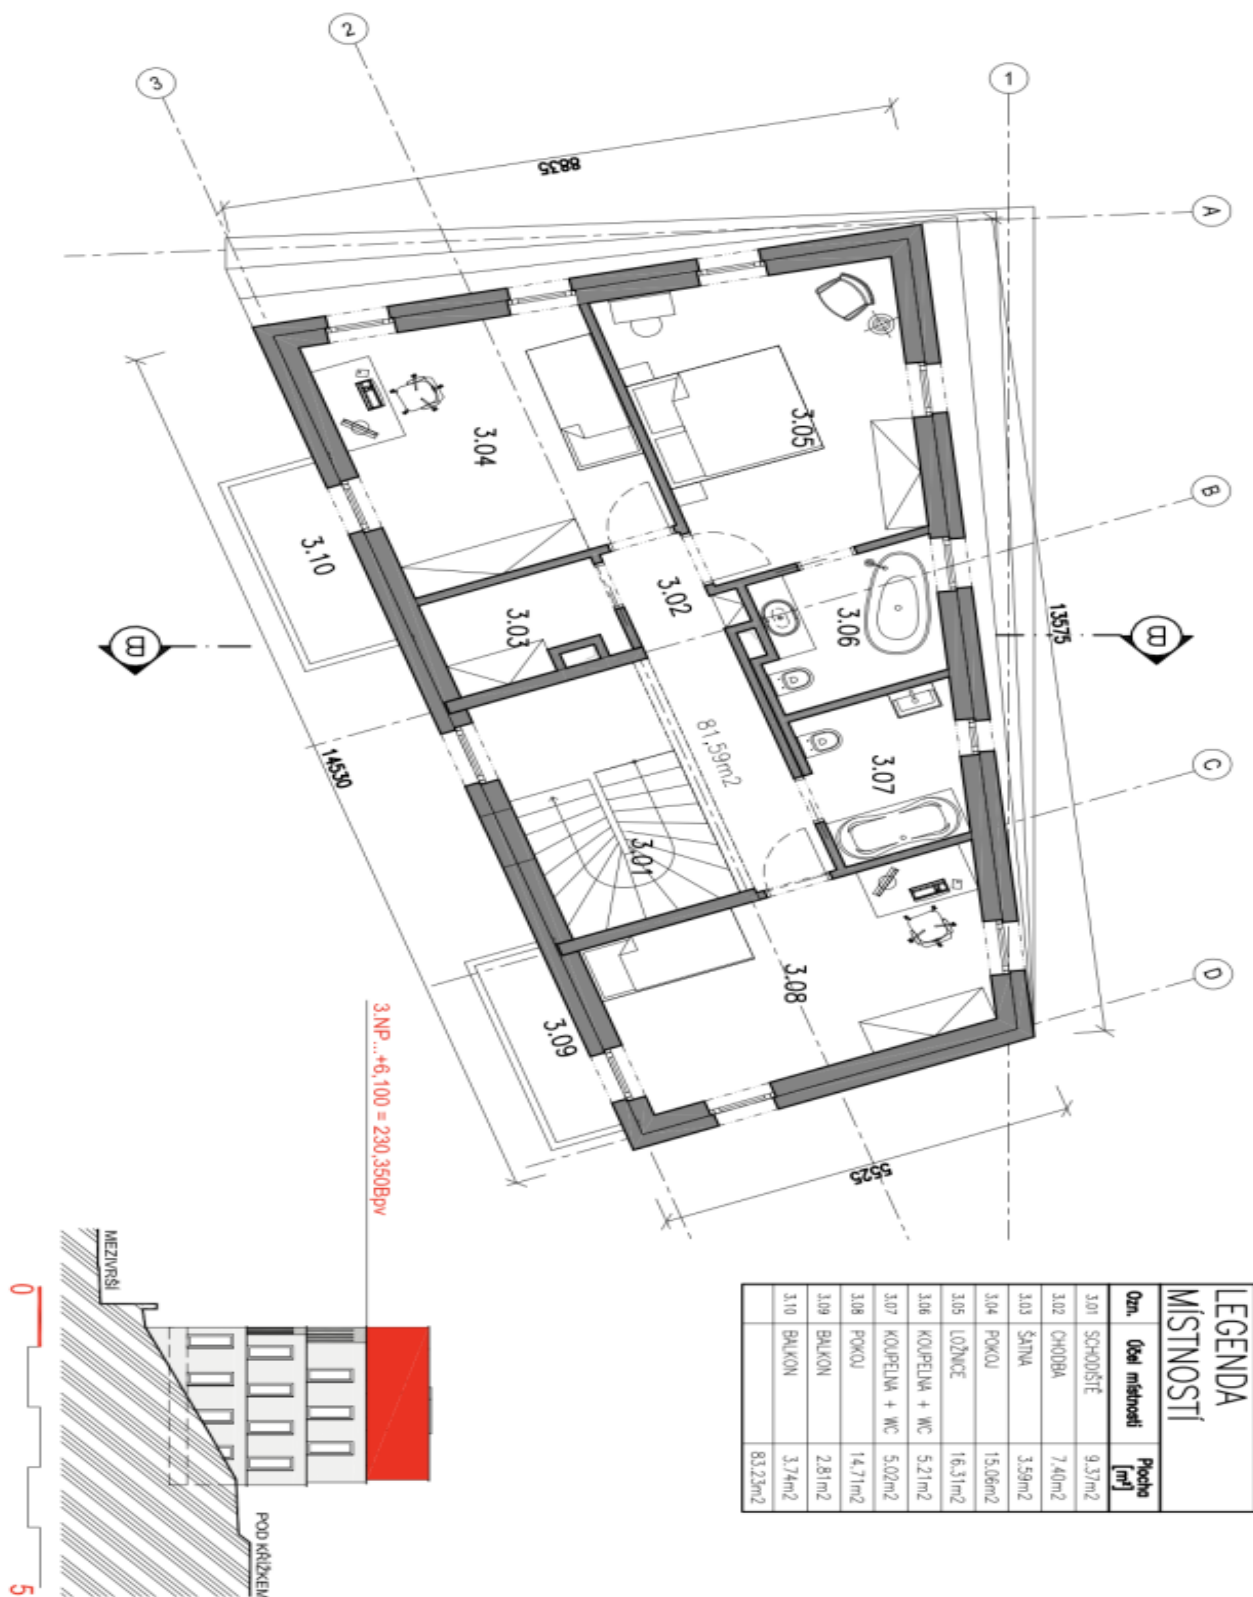 1
2
3
A
B
C
D
8835
13575
14530
5525
B
B
3.04
3.05
3.10
3.03
3.02
3.06
3.07
81,59m2
3.01
3.08
3.09
LEGENDA
MÍSTNOSTÍ
Ozn. Účel místnosti Plocha [m²]
3.01 SCHODIŠTĚ 9.37m2
3.02 CHODBA 7.40m2
3.03 ŠATNA 3.59m2
3.04 POKOJ 15.06m2
3.05 LOŽNICE 16.31m2
3.06 KOUPELNA + WC 5.21m2
3.07 KOUPELNA + WC 5.02m2
3.08 POKOJ 14.71m2
3.09 BALKON 2.81m2
3.10 BALKON 3.74m2
83.23m2
3.NP...+6,100 = 230,350Bpv
MEZIVRŠÍ
POD KŘÍŽKEM
0
5